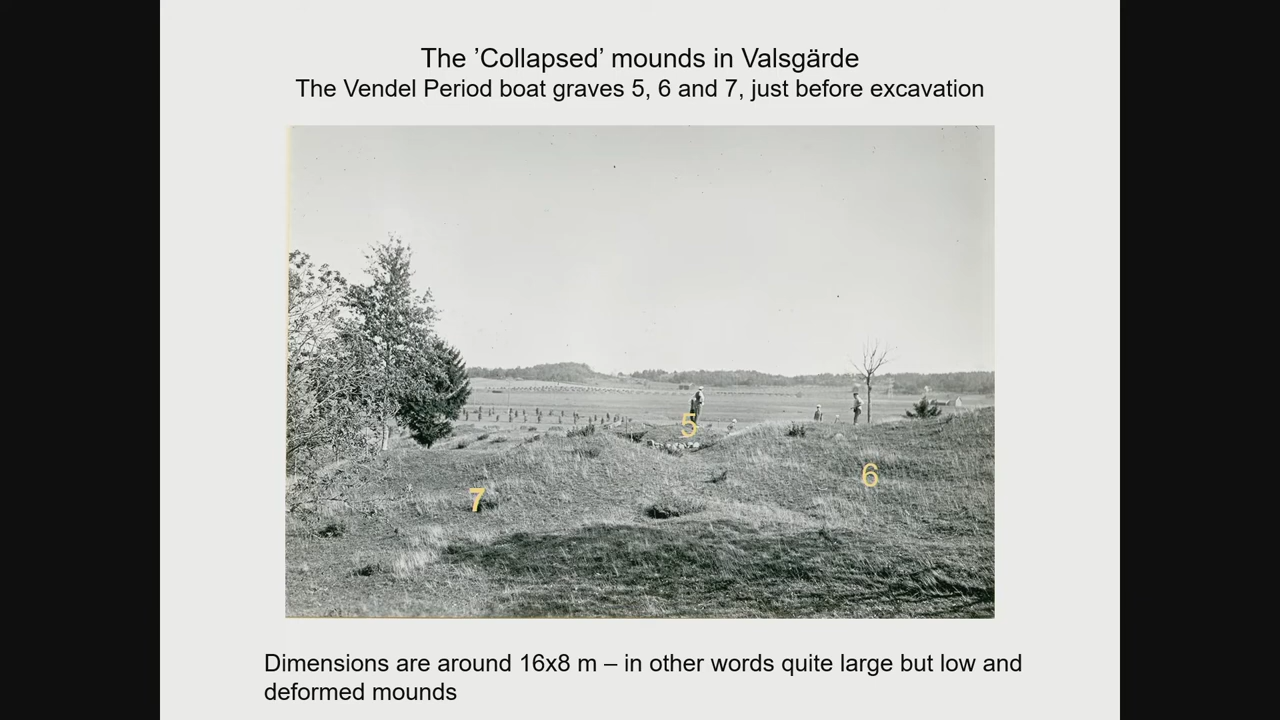 The ’Collapsed’ mounds in Valsgärde
The Vendel Period boat graves 5, 6 and 7, just before excavation
5
6
7
Dimensions are around 16x8 m – in other words quite large but low and
deformed mounds